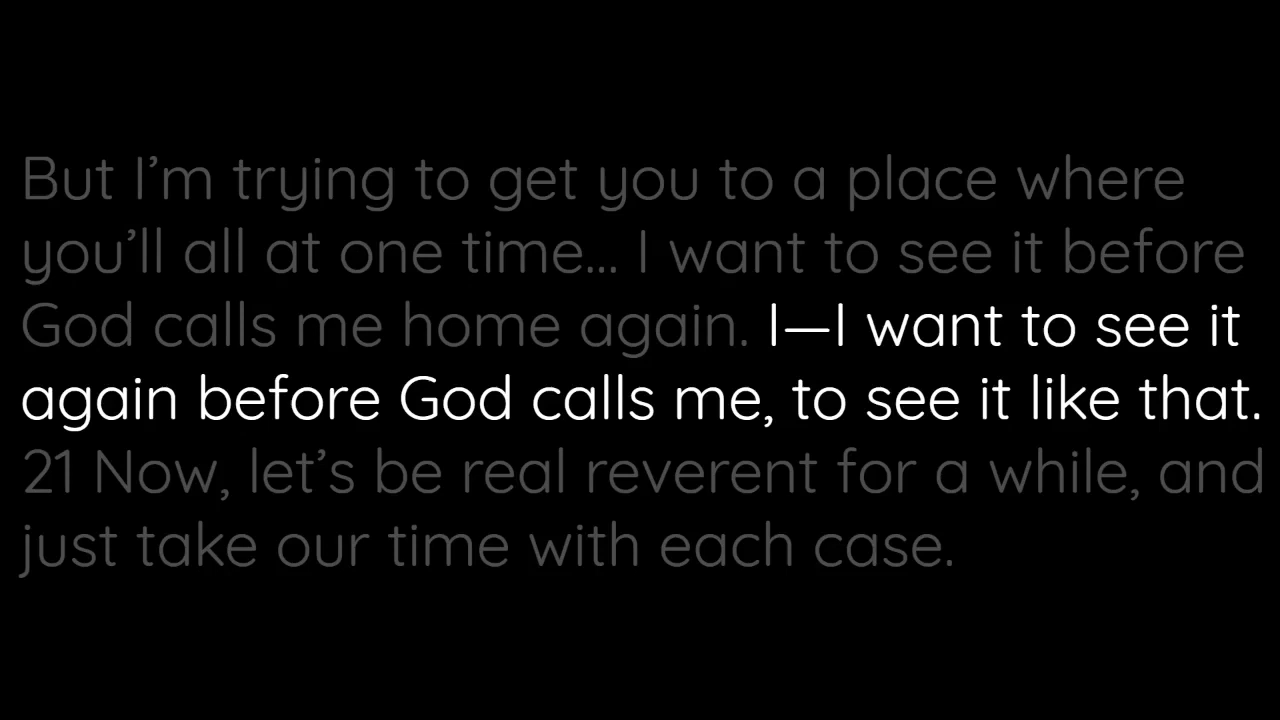 But I’m trying to get you to a place where
you’ll all at one time... I want to see it before
God calls me home again. I—I want to see it
again before God calls me, to see it like that.
21 Now, let’s be real reverent for a while, and
just take our time with each case.